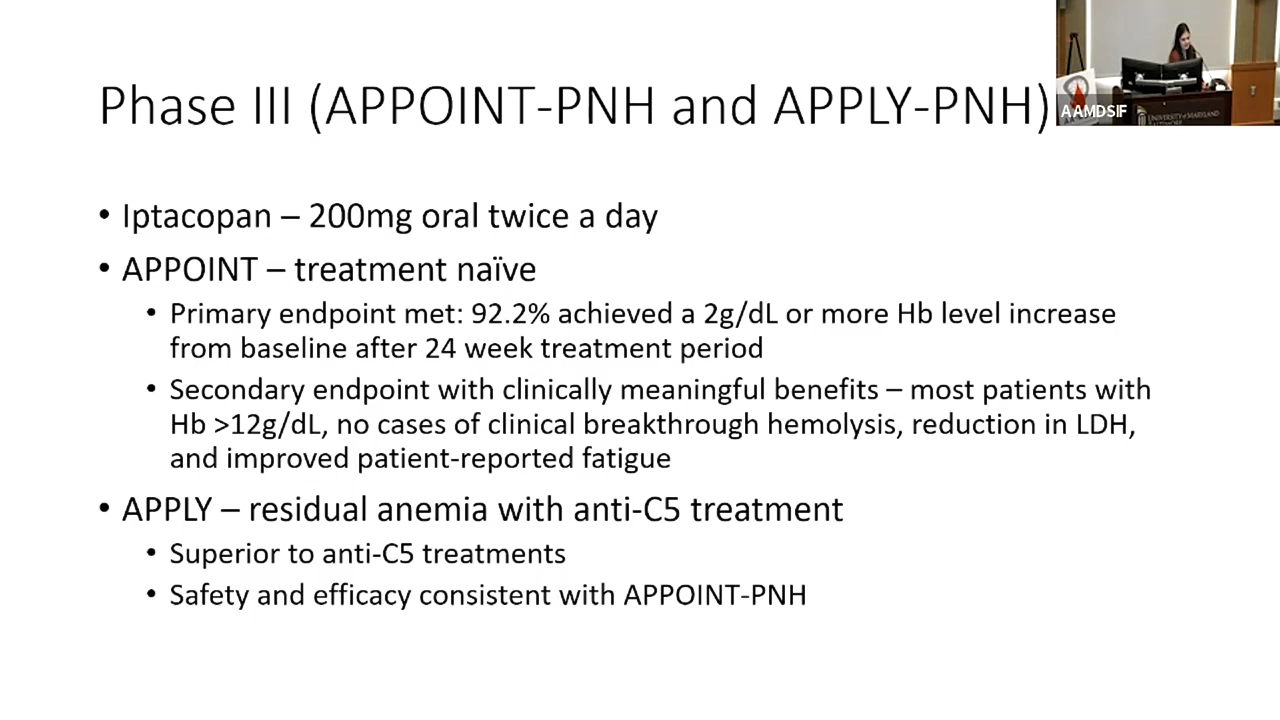 Phase III (APPOINT-PNH and APPLY-PNH)
AAMDSIF
UNIVERSITY of MARYLAND
BALTIMORE
• Iptacopan – 200mg oral twice a day
• APPOINT – treatment naïve
• Primary endpoint met: 92.2% achieved a 2g/dL or more Hb level increase
from baseline after 24 week treatment period
• Secondary endpoint with clinically meaningful benefits – most patients with
Hb >12g/dL, no cases of clinical breakthrough hemolysis, reduction in LDH,
and improved patient-reported fatigue
• APPLY – residual anemia with anti-C5 treatment
• Superior to anti-C5 treatments
• Safety and efficacy consistent with APPOINT-PNH